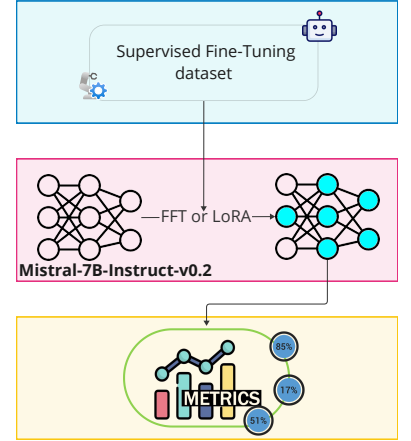 Supervised Fine-Tuning
dataset
FFT or LoRA
Mistral-7B-Instruct-v0.2
85%
17%
METRICS
51%